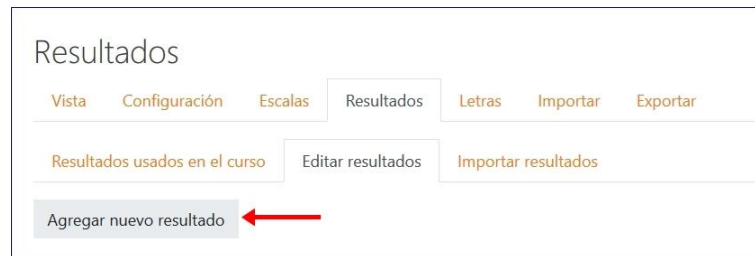 Resultados
Vista Configuración Escalas Resultados Letras Importar Exportar
Resultados usados en el curso Editar resultados Importar resultados
Agregar nuevo resultado